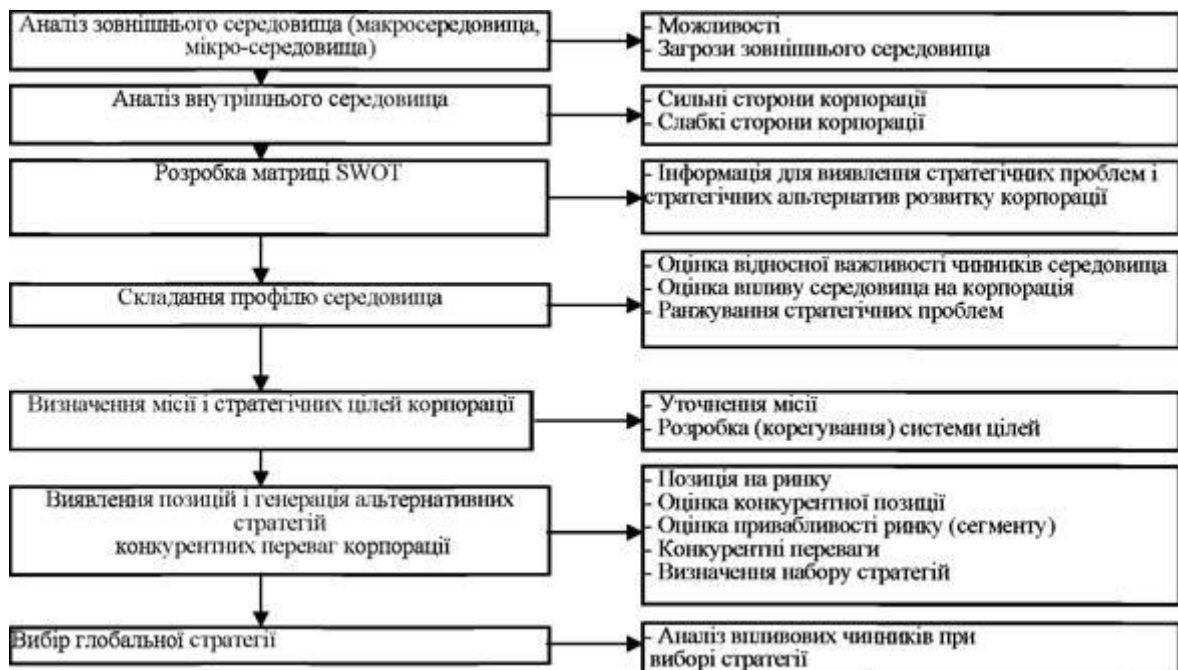 Аналіз зовнішнього середовища (макросередовища,
мікро-середовища)
- Можливості
- Загрози зовнішнього середовища
Аналіз внутрішнього середовища
- Сильні сторони корпорації
- Слабкі сторони корпорації
Розробка матриці SWOT
- Інформація для виявлення стратегічних проблем і
стратегічних альтернатив розвитку корпорації
Складання профілю середовища
- Оцінка відносної важливості чинників середовища
- Оцінка впливу середовища на корпорація
- Ранжування стратегічних проблем
Визначення місії і стратегічних цілей корпорації
- Уточнення місії
- Розробка (корегування) системи цілей
Виявлення позицій і генерація альтернативних
стратегій
конкурентних переваг корпорації
- Позиція на ринку
- Оцінка конкурентної позиції
- Оцінка привабливості ринку (сегменту)
- Конкурентні переваги
- Визначення набору стратегій
Вибір глобальної стратегії
- Аналіз впливових чинників при
виборі стратегії